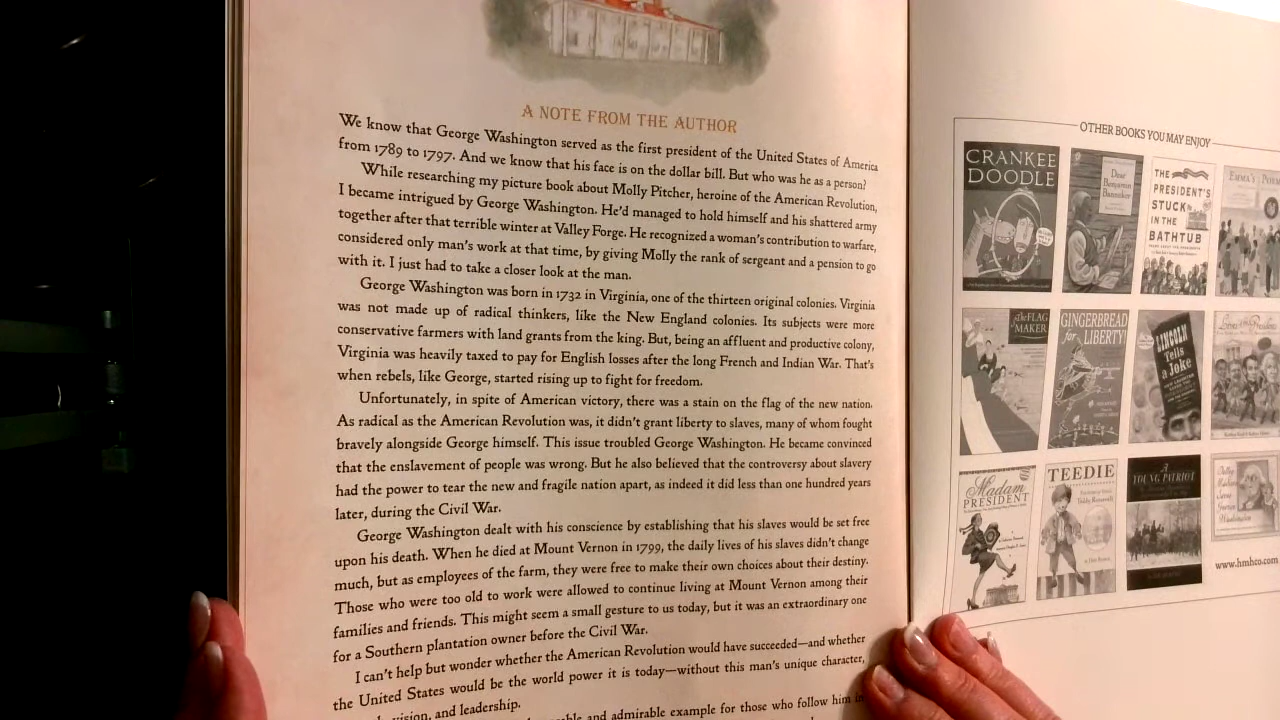 A NOTE FROM THE AUTHOR
We know that George Washington served as the first president of the United States of America
from 1789 to 1797. And we know that his face is on the dollar bill. But who was he as a person?
While researching my picture book about Molly Pitcher, heroine of the American Revolution,
I became intrigued by George Washington. He'd managed to hold himself and his shattered army
together after that terrible winter at Valley Forge. He recognized a woman's contribution to warfare,
considered only man's work at that time, by giving Molly the rank of sergeant and a pension to go
with it. I just had to take a closer look at the man.
George Washington was born in 1732 in Virginia, one of the thirteen original colonies. Virginia
was not made up of radical thinkers, like the New England colonies. Its subjects were more
conservative farmers with land grants from the king. But, being an affluent and productive colony,
Virginia was heavily taxed to pay for English losses after the long French and Indian War. That's
when rebels, like George, started rising up to fight for freedom.
Unfortunately, in spite of American victory, there was a stain on the flag of the new nation.
As radical as the American Revolution was, it didn't grant liberty to slaves, many of whom fought
bravely alongside George himself. This issue troubled George Washington. He became convinced
that the enslavement of people was wrong. But he also believed that the controversy about slavery
had the power to tear the new and fragile nation apart, as indeed it did less than one hundred years
later, during the Civil War.
George Washington dealt with his conscience by establishing that his slaves would be set free
upon his death. When he died at Mount Vernon in 1799, the daily lives of his slaves didn't change
much, but as employees of the farm, they were free to make their own choices about their destiny.
Those who were too old to work were allowed to continue living at Mount Vernon among their
families and friends. This might seem a small gesture to us today, but it was an extraordinary one
for a Southern plantation owner before the Civil War.
I can't help but wonder whether the American Revolution would have succeeded—and whether
the United States would be the world power it is today—without this man's unique character,
vision, and leadership.
and admirable example for those who follow him in
OTHER BOOKS YOU MAY ENJOY
CRANKEE
DOODLE
Dear
Benjamin
Banneker
THE
PRESIDENT'S
STUCK
IN THE
BATHTUB
EMMA'S POEM
The FLAG
MAKER
GINGERBREAD
for LIBERTY!
LINCOLN
Tells
a Joke
Madam
PRESIDENT
TEEDIE
A
YOUNG PATRIOT
www.hmhco.com